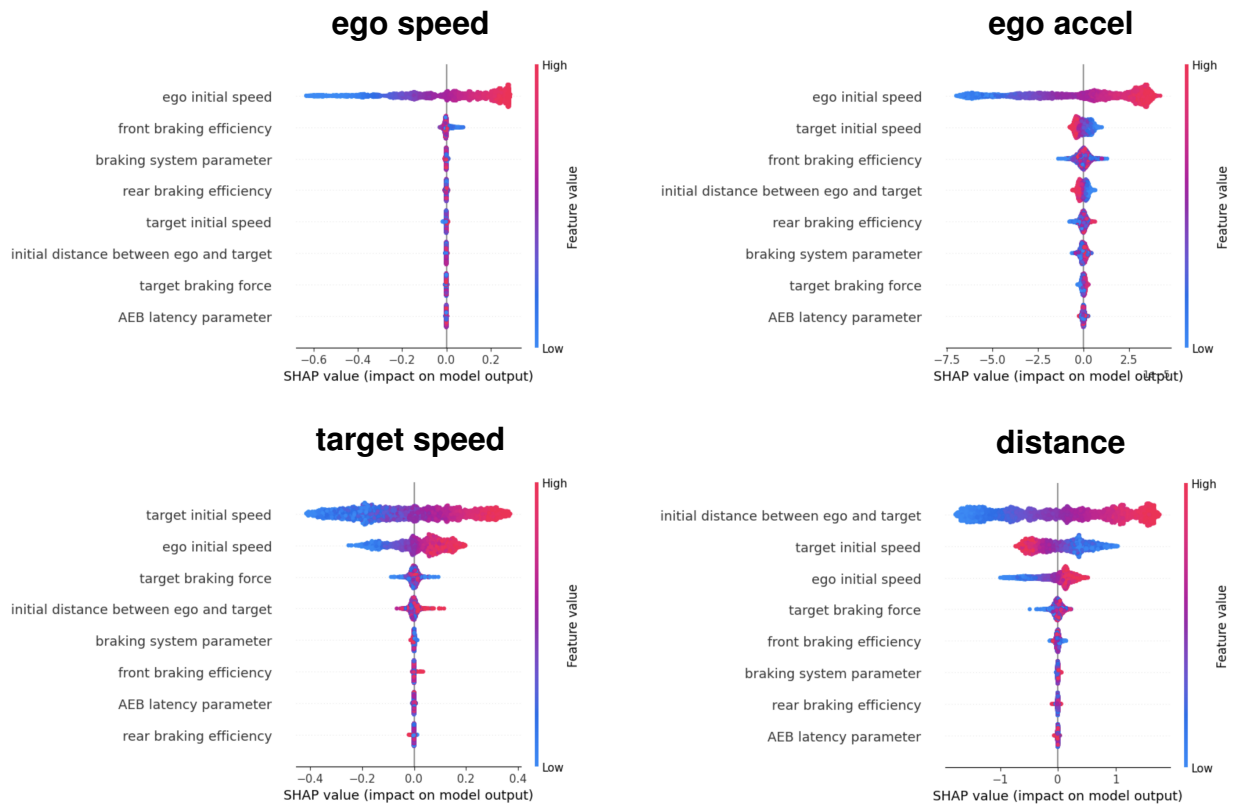 ego speed
High
ego initial speed
front braking efficiency
braking system parameter
rear braking efficiency
target initial speed
initial distance between ego and target
target braking force
AEB latency parameter
Feature value
Low
−0.6 −0.4 −0.2 0.0 0.2
SHAP value (impact on model output)
ego accel
High
ego initial speed
target initial speed
front braking efficiency
initial distance between ego and target
rear braking efficiency
braking system parameter
target braking force
AEB latency parameter
Feature value
Low
−7.5 −5.0 −2.5 0.0 2.5
SHAP value (impact on model output)
1e−5
target speed
High
target initial speed
ego initial speed
target braking force
initial distance between ego and target
braking system parameter
front braking efficiency
AEB latency parameter
rear braking efficiency
Feature value
Low
−0.4 −0.2 0.0 0.2 0.4
SHAP value (impact on model output)
distance
High
initial distance between ego and target
target initial speed
ego initial speed
target braking force
front braking efficiency
braking system parameter
rear braking efficiency
AEB latency parameter
Feature value
Low
−1 0 1
SHAP value (impact on model output)